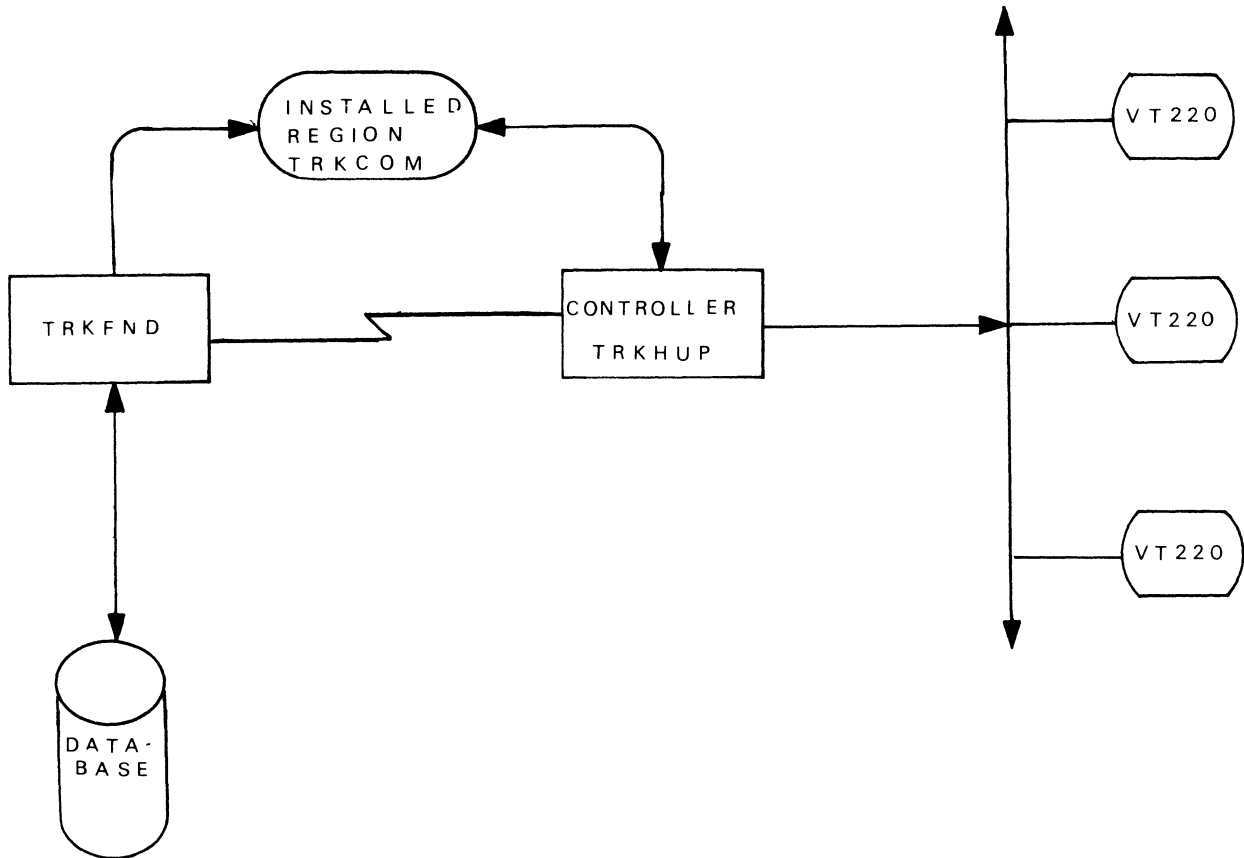 INSTALLED
REGION
TRKCOM
VT220
TRKFND
CONTROLLER
TRKHUP
VT220
VT220
DATA-
BASE